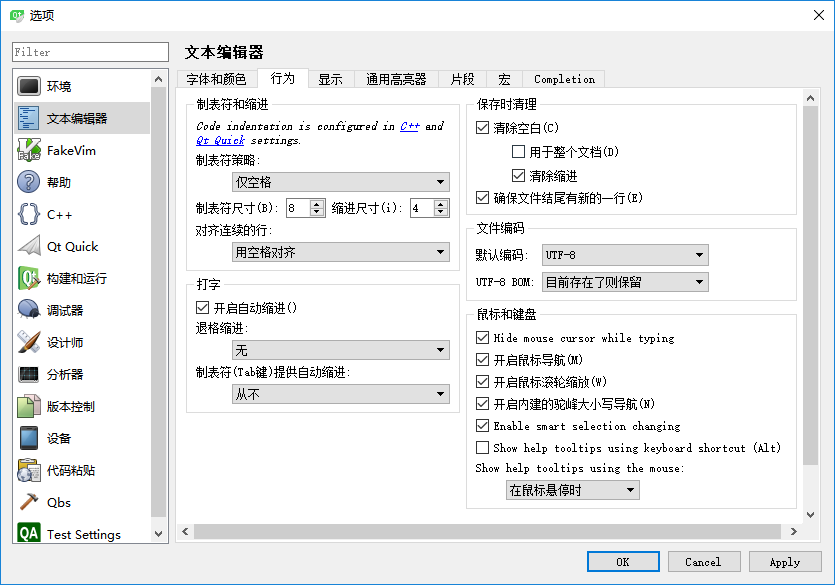 选项
Filter
环境
文本编辑器
FakeVim
帮助
C++
Qt Quick
构建和运行
调试器
设计师
分析器
版本控制
设备
代码粘贴
Qbs
QA Test Settings
文本编辑器
字体和颜色 行为 显示 通用高亮器 片段 宏 Completion
制表符和缩进
Code indentation is configured in C++ and
Qt Quick settings.
制表符策略:
仅空格
制表符尺寸(B): 8 缩进尺寸(i): 4
对齐连续的行:
用空格对齐
打字
开启自动缩进()
退格缩进:
无
制表符(Tab键)提供自动缩进:
从不
保存时清理
清除空白(C)
用于整个文档(D)
清除缩进
确保文件结尾有新的一行(E)
文件编码
默认编码: UTF-8
UTF-8 BOM: 目前存在了则保留
鼠标和键盘
Hide mouse cursor while typing
开启鼠标导航(M)
开启鼠标滚轮缩放(W)
开启内建的驼峰大小写导航(N)
Enable smart selection changing
Show help tooltips using keyboard shortcut (Alt)
Show help tooltips using the mouse:
在鼠标悬停时
OK Cancel Apply